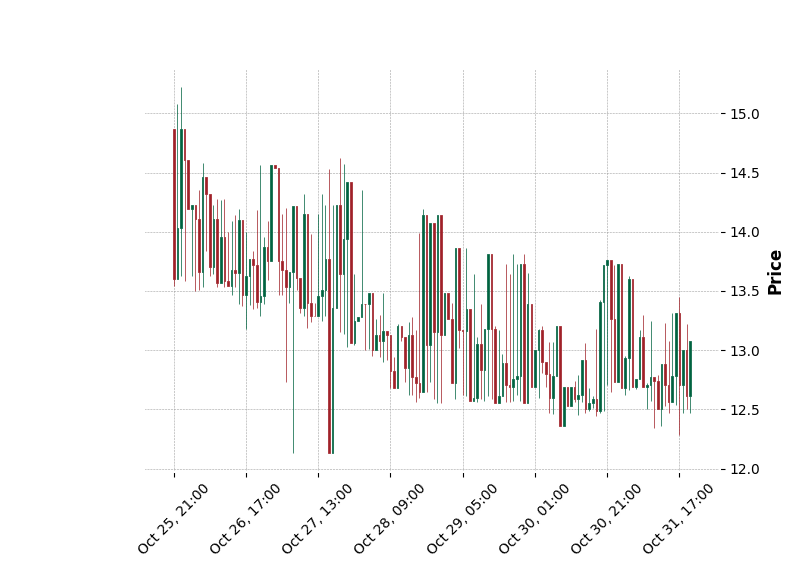 15.0
14.5
14.0
13.5
13.0
12.5
12.0
Price
Oct 25, 21:00
Oct 26, 17:00
Oct 27, 13:00
Oct 28, 09:00
Oct 29, 05:00
Oct 30, 01:00
Oct 30, 21:00
Oct 31, 17:00